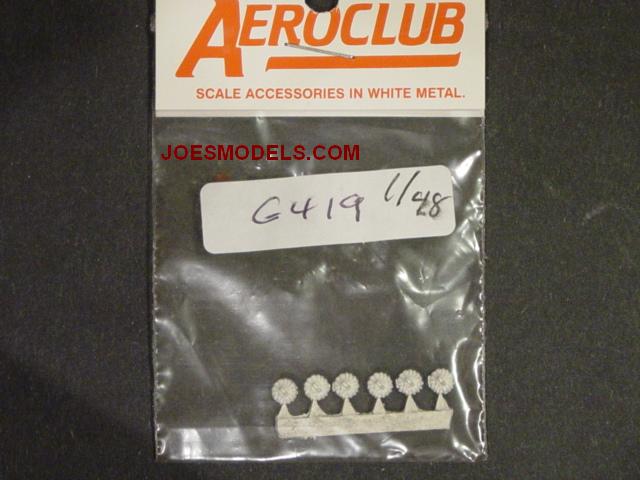 AEROCLUB
SCALE ACCESSORIES IN WHITE METAL.
JOESMODELS.COM
G419 1/48